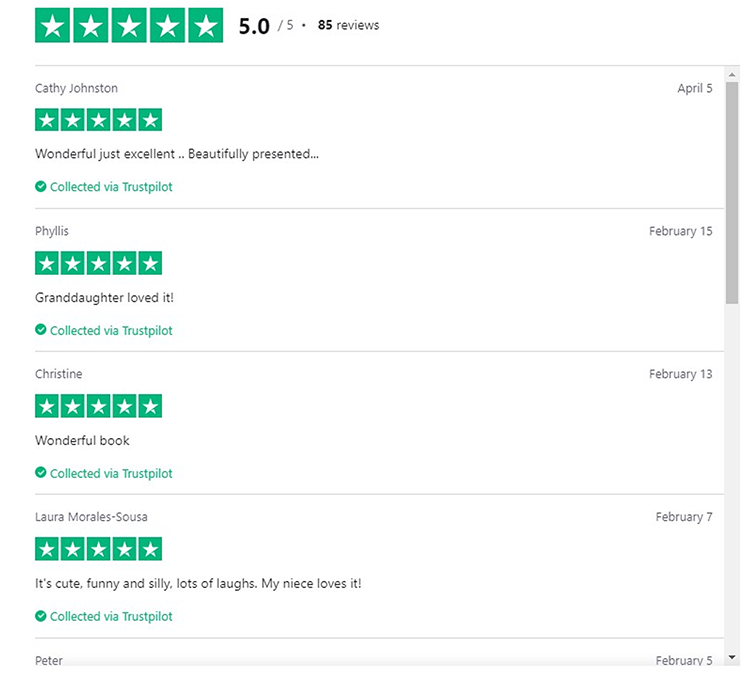 5.0 / 5 • 85 reviews
Cathy Johnston April 5
Wonderful just excellent .. Beautifully presented...
Collected via Trustpilot
Phyllis February 15
Granddaughter loved it!
Collected via Trustpilot
Christine February 13
Wonderful book
Collected via Trustpilot
Laura Morales-Sousa February 7
It's cute, funny and silly, lots of laughs. My niece loves it!
Collected via Trustpilot
Peter February 5